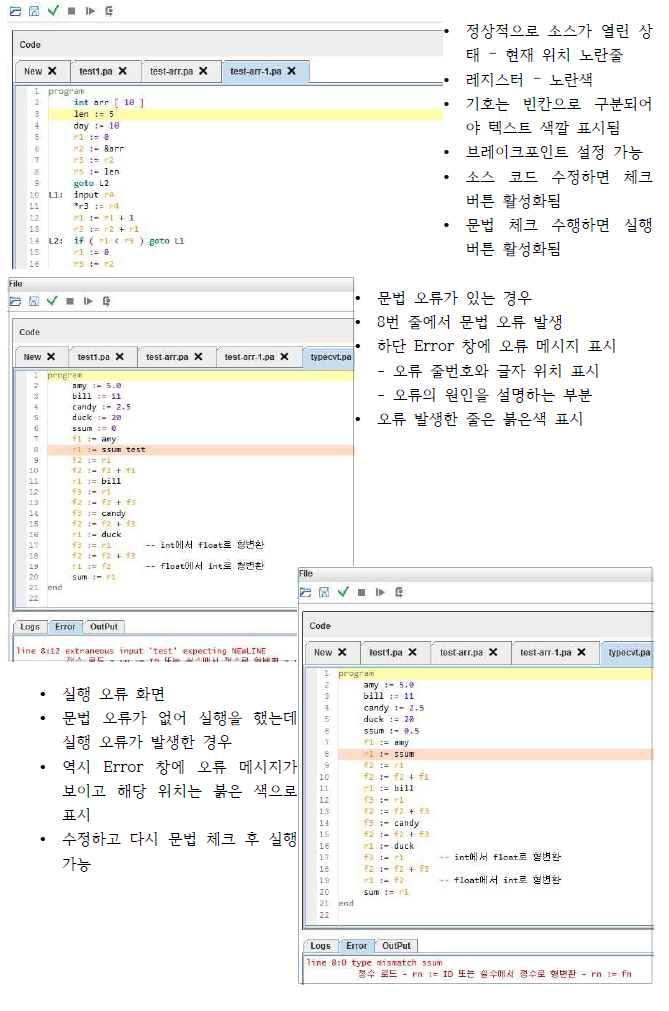 Code
New ✕ test1.pa ✕ test-arr.pa ✕ test-arr-1.pa ✕
1 program
2 int arr [ 10 ]
3 len := 5
4 day := 10
5 r1 := 0
6 r2 := &arr
7 r3 := r2
8 r5 := len
9 goto L2
10 L1: input r4
11 *r3 := r4
12 r1 := r1 + 1
13 r3 := r2 + r1
14 L2: if ( r1 < r5 ) goto L1
15 r1 := 0
16 r3 := r2
• 정상적으로 소스가 열린 상
태 - 현재 위치 노란줄
• 레지스터 - 노란색
• 기호는 빈칸으로 구분되어
야 텍스트 색깔 표시됨
• 브레이크포인트 설정 가능
• 소스 코드 수정하면 체크
버튼 활성화됨
• 문법 체크 수행하면 실행
버튼 활성화됨
File
Code
New ✕ test1.pa ✕ test-arr.pa ✕ test-arr-1.pa ✕ typecvt.pa
1 program
2 amy := 5.0
3 bill := 11
4 candy := 2.5
5 duck := 20
6 ssum := 0
7 f1 := amy
8 r1 := ssum test
9 f2 := r1
10 f2 := f2 + f1
11 r1 := bill
12 f3 := r1
13 f2 := f2 + f3
14 f3 := candy
15 f2 := f2 + f3
16 r1 := duck
17 f3 := r1 -- int에서 float로 형변환
18 f2 := f2 + f3
19 r1 := f2 -- float에서 int로 형변환
20 sum := r1
21 end
22
Logs Error OutPut
line 8:12 extraneous input 'test' expecting NEWLINE
정수 로드 - rn := ID 또는 실수에서 정수로 형변환 -
• 문법 오류가 있는 경우
• 8번 줄에서 문법 오류 발생
• 하단 Error 창에 오류 메시지 표시
- 오류 줄번호와 글자 위치 표시
- 오류의 원인을 설명하는 부분
• 오류 발생한 줄은 붉은색 표시
• 실행 오류 화면
• 문법 오류가 없어 실행을 했는데
실행 오류가 발생한 경우
• 역시 Error 창에 오류 메시지가
보이고 해당 위치는 붉은 색으로
표시
• 수정하고 다시 문법 체크 후 실행
가능
File
Code
New ✕ test1.pa ✕ test-arr.pa ✕ test-arr-1.pa ✕ typecvt.pa
1 program
2 amy := 5.0
3 bill := 11
4 candy := 2.5
5 duck := 20
6 ssum := 0.5
7 f1 := amy
8 r1 := ssum
9 f2 := r1
10 f2 := f2 + f1
11 r1 := bill
12 f3 := r1
13 f2 := f2 + f3
14 f3 := candy
15 f2 := f2 + f3
16 r1 := duck
17 f3 := r1 -- int에서 float로 형변환
18 f2 := f2 + f3
19 r1 := f2 -- float에서 int로 형변환
20 sum := r1
21 end
22
Logs Error OutPut
line 8:0 type mismatch ssum
정수 로드 - rn := ID 또는 실수에서 정수로 형변환 - rn := fn